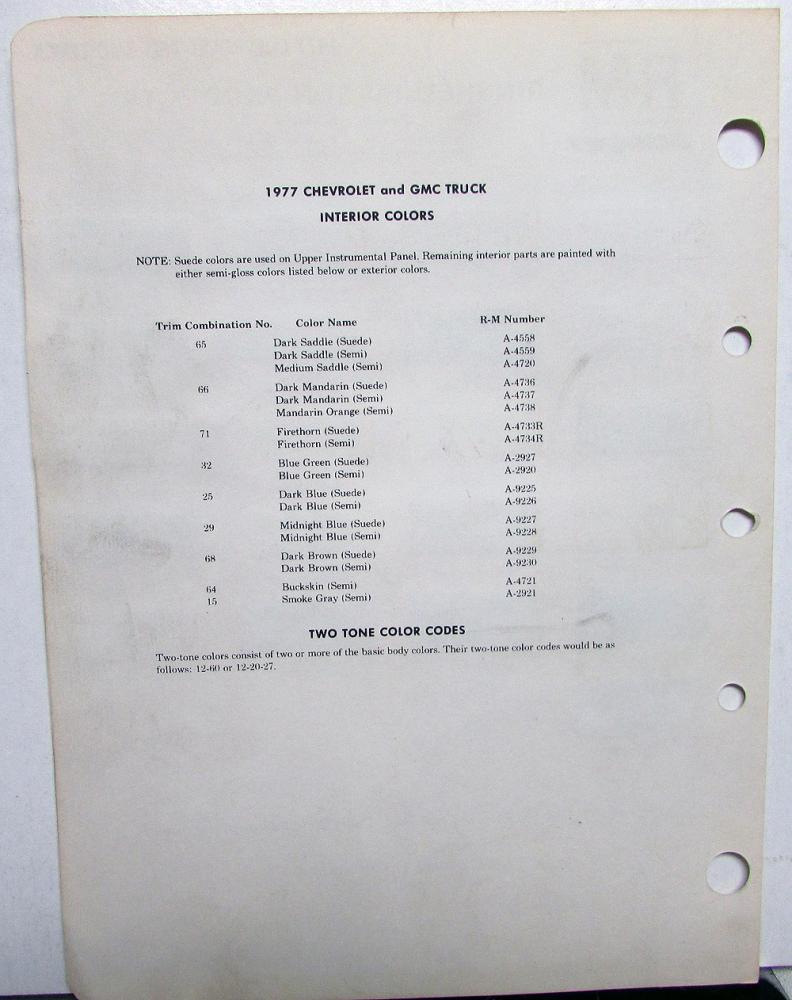 1977 CHEVROLET and GMC TRUCK
INTERIOR COLORS
NOTE: Suede colors are used on Upper Instrumental Panel. Remaining interior parts are painted with
either semi-gloss colors listed below or exterior colors.
Trim Combination No. Color Name R-M Number
65 Dark Saddle (Suede) A-4558
Dark Saddle (Semi) A-4559
Medium Saddle (Semi) A-4720
66 Dark Mandarin (Suede) A-4736
Dark Mandarin (Semi) A-4737
Mandarin Orange (Semi) A-4738
71 Firethorn (Suede) A-4733R
Firethorn (Semi) A-4734R
32 Blue Green (Suede) A-2927
Blue Green (Semi) A-2920
25 Dark Blue (Suede) A-9225
Dark Blue (Semi) A-9226
29 Midnight Blue (Suede) A-9227
Midnight Blue (Semi) A-9228
68 Dark Brown (Suede) A-9229
Dark Brown (Semi) A-9230
64 Buckskin (Semi) A-4721
15 Smoke Gray (Semi) A-2921
TWO TONE COLOR CODES
Two-tone colors consist of two or more of the basic body colors. Their two-tone color codes would be as
follows: 12-60 or 12-20-27.